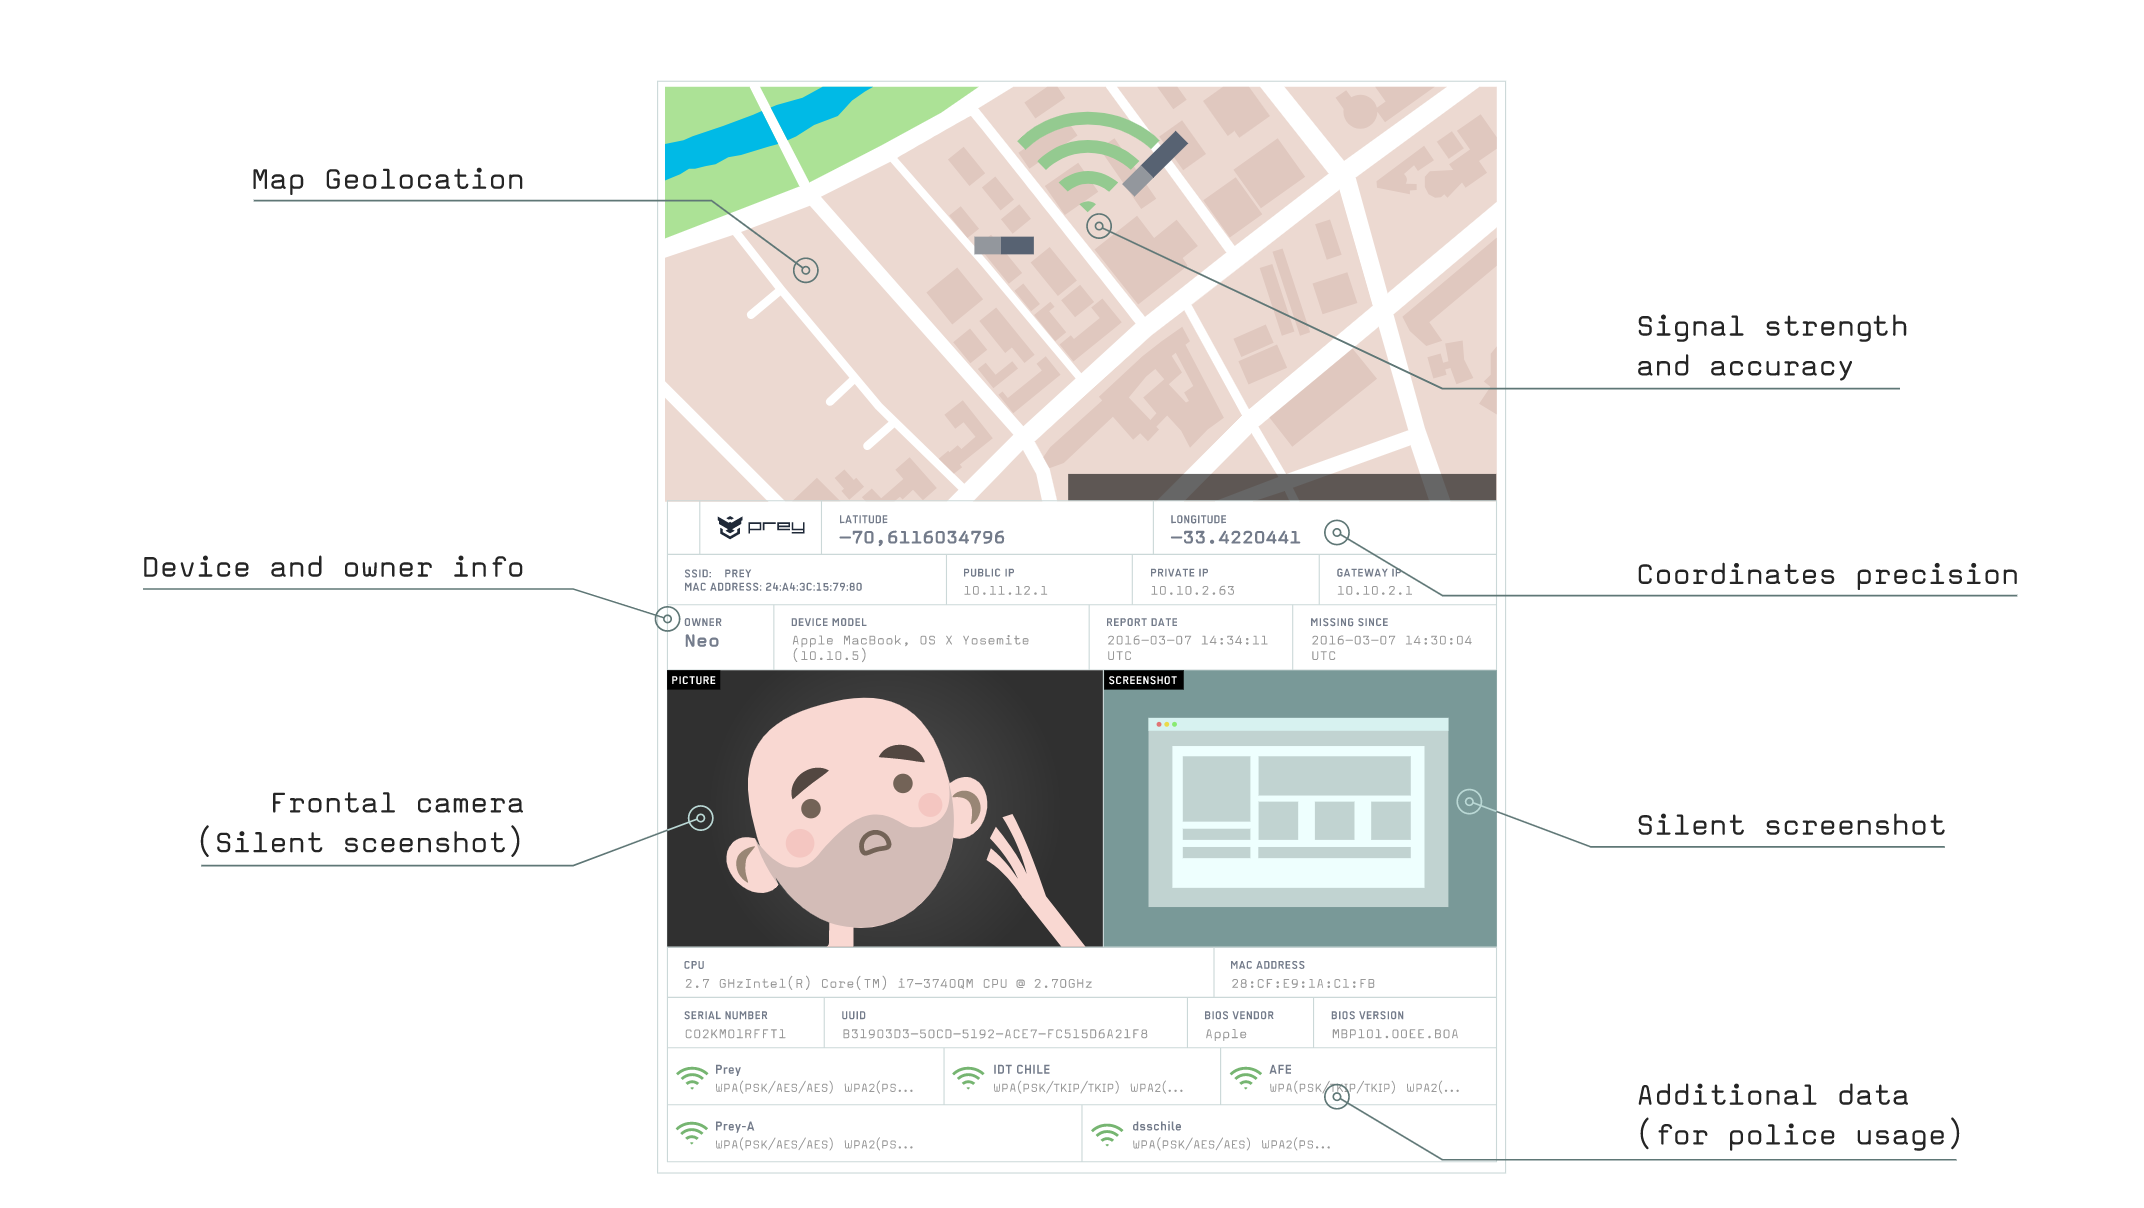 Map Geolocation
Signal strength
and accuracy
prey
LATITUDE
-70,6116034796
LONGITUDE
-33.4220441
Device and owner info
Coordinates precision
SSID: PREY
MAC ADDRESS: 24:A4:3C:15:79:80
PUBLIC IP
10.11.12.1
PRIVATE IP
10.10.2.63
GATEWAY IP
10.10.2.1
OWNER
Neo
DEVICE MODEL
Apple MacBook, OS X Yosemite
(10.10.5)
REPORT DATE
2016-03-07 14:34:11
UTC
MISSING SINCE
2016-03-07 14:30:04
UTC
PICTURE
SCREENSHOT
Frontal camera
(Silent sceenshot)
Silent screenshot
CPU
2.7 GHzIntel(R) Core(TM) i7-3740QM CPU @ 2.70GHz
MAC ADDRESS
28:CF:E9:1A:C1:FB
SERIAL NUMBER
C02KM01RFFT1
UUID
B31903D3-50CD-5192-ACE7-FC515D6A21F8
BIOS VENDOR
Apple
BIOS VERSION
MBP101.00EE.B0A
Prey
WPA(PSK/AES/AES) WPA2(PS...
IDT CHILE
WPA(PSK/TKIP/TKIP) WPA2(...
AFE
WPA(PSK/TKIP/TKIP) WPA2(...
Additional data
(for police usage)
Prey-A
WPA(PSK/AES/AES) WPA2(PS...
dsschile
WPA(PSK/AES/AES) WPA2(PS...